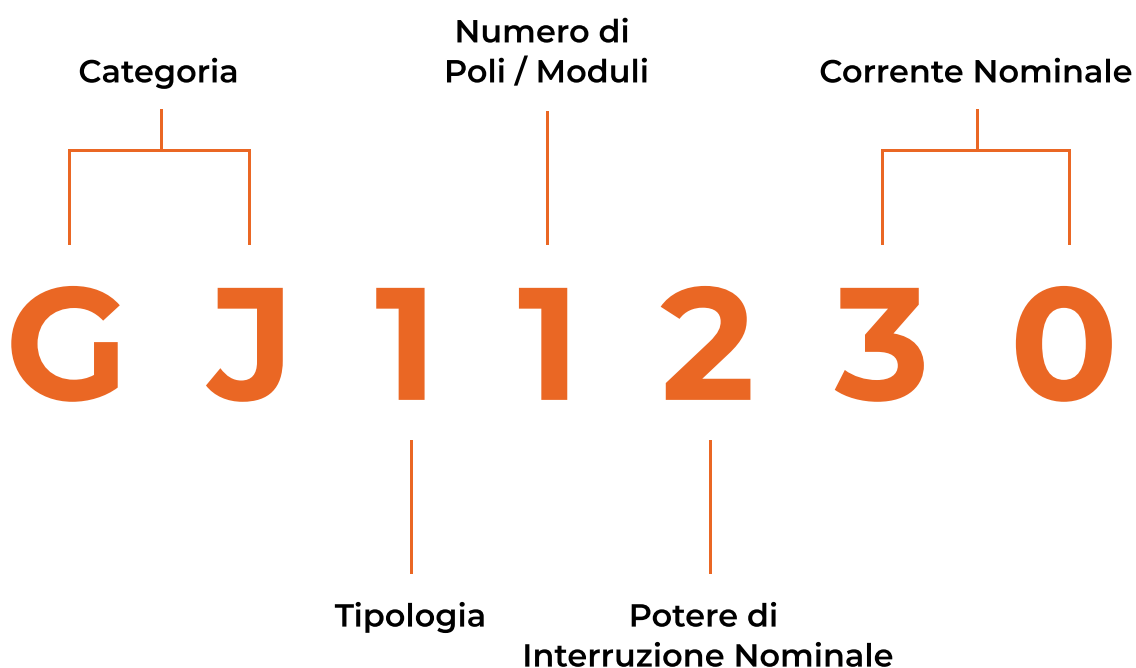 Numero di
Poli / Moduli
Categoria
Corrente Nominale
G J 1 1 2 3 0
Tipologia
Potere di
Interruzione Nominale